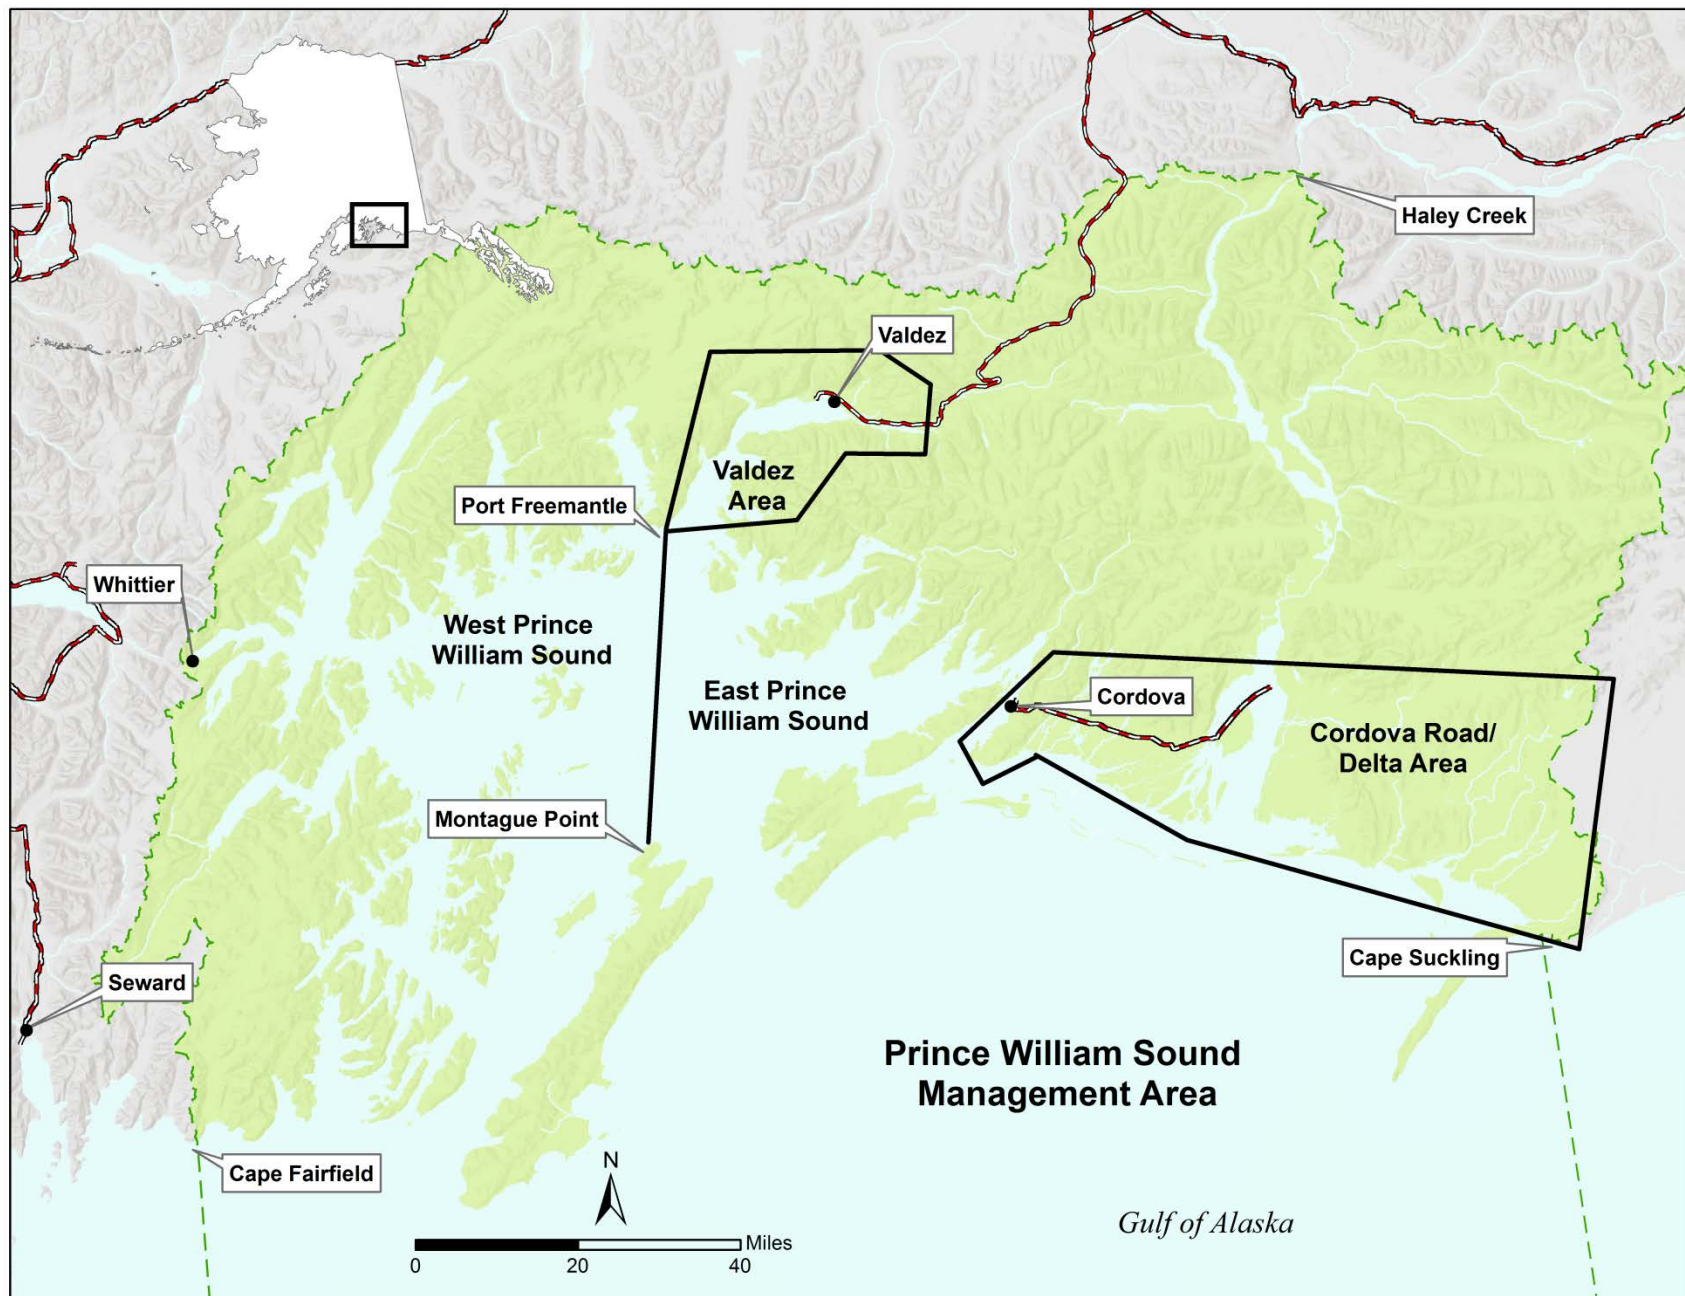 Haley Creek
Valdez
Valdez
Area
Port Freemantle
Whittier
West Prince
William Sound
East Prince
William Sound
Cordova
Cordova Road/
Delta Area
Montague Point
Cape Suckling
Seward
Prince William Sound
Management Area
Cape Fairfield
N
Gulf of Alaska
Miles
0
20
40